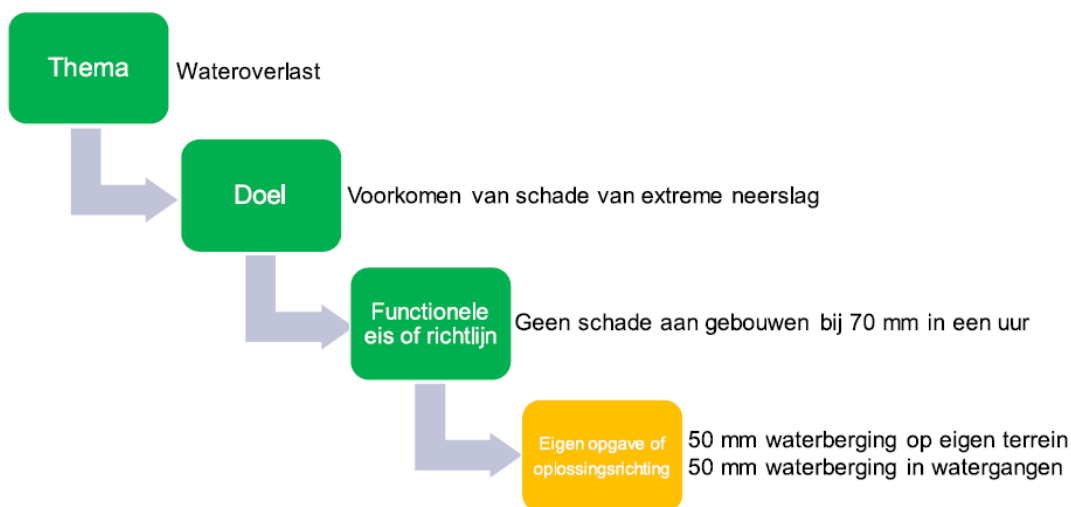 Thema
Wateroverlast
Doel
Voorkomen van schade van extreme neerslag
Functionele
eis of richtlijn
Geen schade aan gebouwen bij 70 mm in een uur
Eigen opgave of
oplossingsrichting
50 mm waterberging op eigen terrein
50 mm waterberging in watergangen